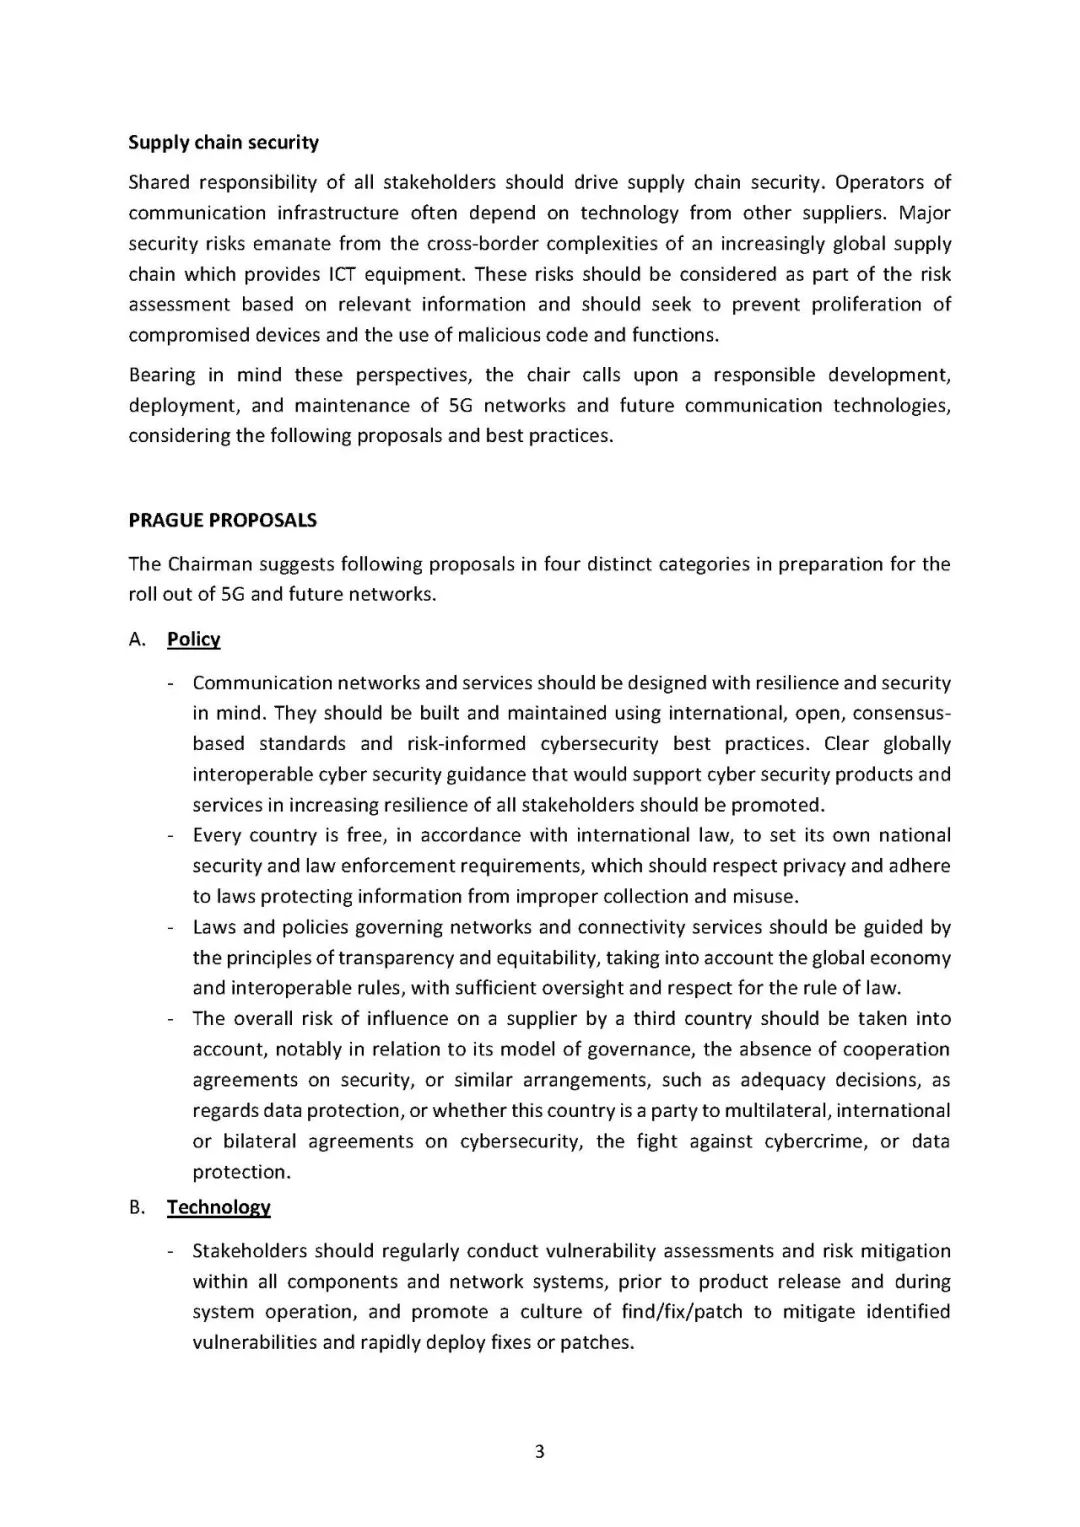 Supply chain security
Shared responsibility of all stakeholders should drive supply chain security. Operators of
communication infrastructure often depend on technology from other suppliers. Major
security risks emanate from the cross-border complexities of an increasingly global supply
chain which provides ICT equipment. These risks should be considered as part of the risk
assessment based on relevant information and should seek to prevent proliferation of
compromised devices and the use of malicious code and functions.
Bearing in mind these perspectives, the chair calls upon a responsible development,
deployment, and maintenance of 5G networks and future communication technologies,
considering the following proposals and best practices.
PRAGUE PROPOSALS
The Chairman suggests following proposals in four distinct categories in preparation for the
roll out of 5G and future networks.
A. Policy
- Communication networks and services should be designed with resilience and security
in mind. They should be built and maintained using international, open, consensus-
based standards and risk-informed cybersecurity best practices. Clear globally
interoperable cyber security guidance that would support cyber security products and
services in increasing resilience of all stakeholders should be promoted.
- Every country is free, in accordance with international law, to set its own national
security and law enforcement requirements, which should respect privacy and adhere
to laws protecting information from improper collection and misuse.
- Laws and policies governing networks and connectivity services should be guided by
the principles of transparency and equitability, taking into account the global economy
and interoperable rules, with sufficient oversight and respect for the rule of law.
- The overall risk of influence on a supplier by a third country should be taken into
account, notably in relation to its model of governance, the absence of cooperation
agreements on security, or similar arrangements, such as adequacy decisions, as
regards data protection, or whether this country is a party to multilateral, international
or bilateral agreements on cybersecurity, the fight against cybercrime, or data
protection.
B. Technology
- Stakeholders should regularly conduct vulnerability assessments and risk mitigation
within all components and network systems, prior to product release and during
system operation, and promote a culture of find/fix/patch to mitigate identified
vulnerabilities and rapidly deploy fixes or patches.
3